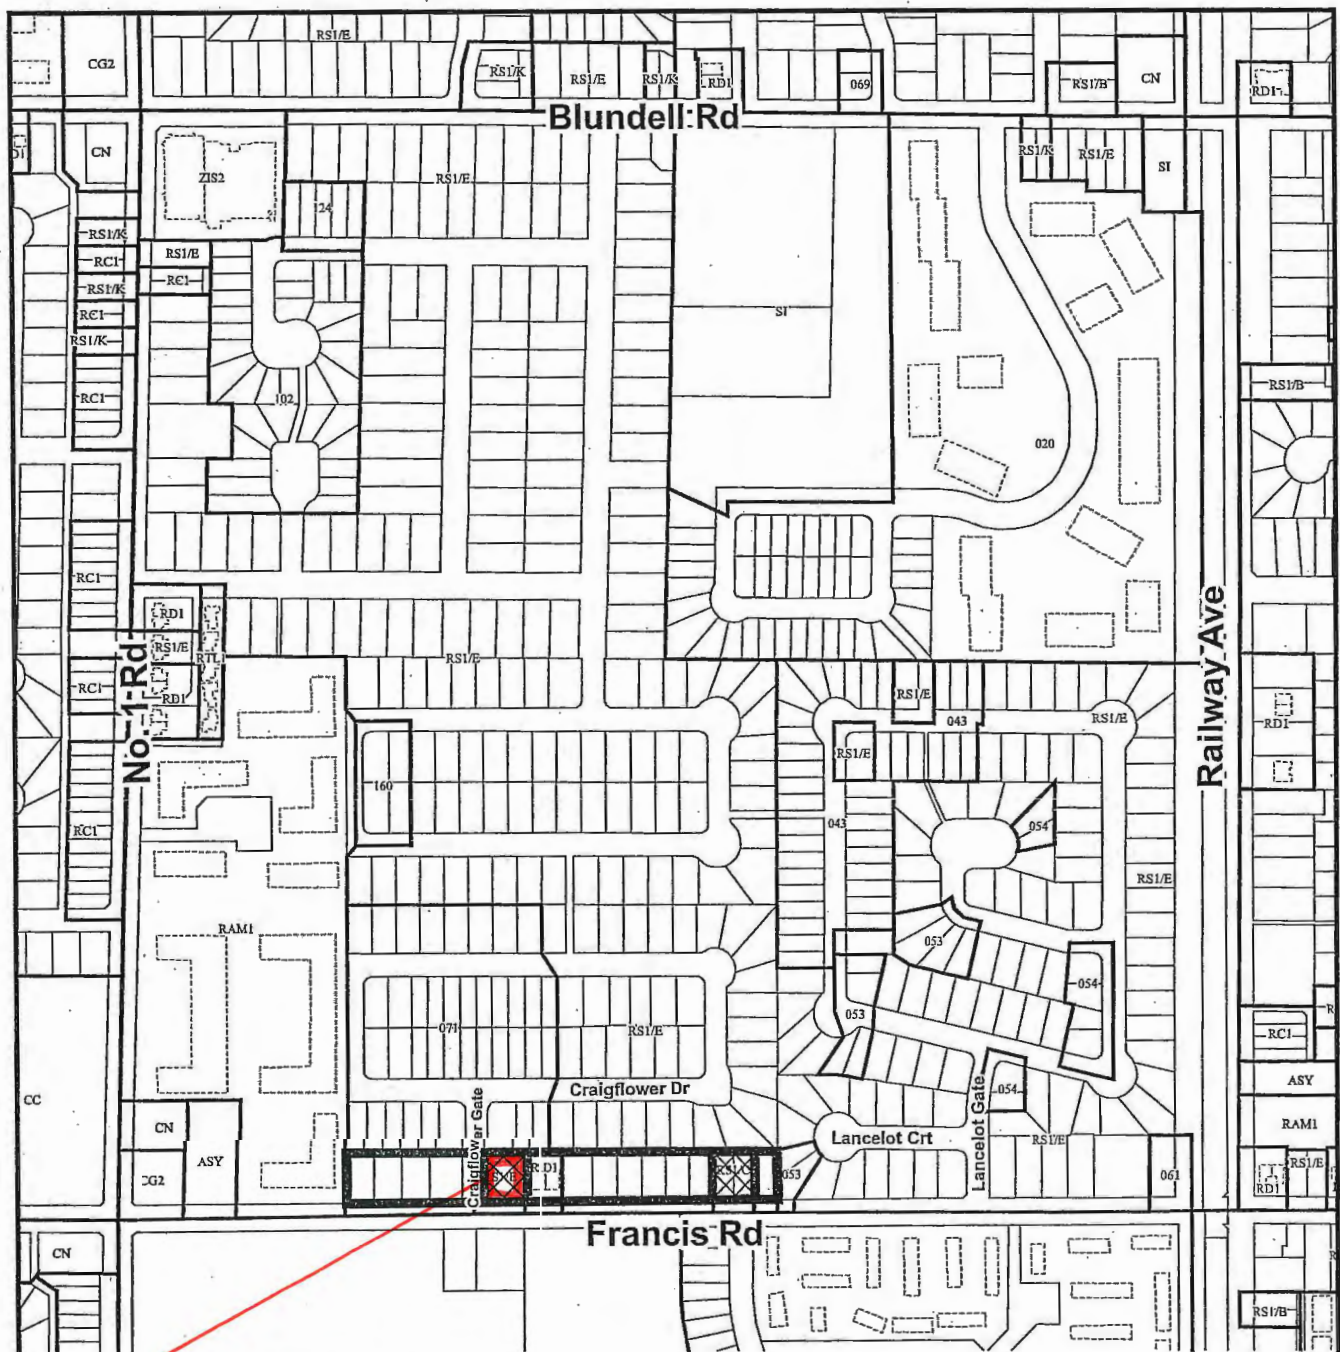 RS1/E
CG2
RS1/K
RS1/E
RS1/K
RD1
069
RS1/B
CN
RD1
Blundell Rd
CN
ZIS2
RS1/E
RS1/K
RS1/E
SI
24
RS1/K
RS1/E
RC1
RC1
RS1/K
RC1
SI
RS1/K
RS1/B
RC1
102
020
RC1
RD1
RS1/E
RTL
RS1/E
RC1
RD1
No. 1 Rd
Railway Ave
RS1/E
043
RS1/E
RD1
RS1/E
160
043
054
RC1
RS1/E
RAM1
053
054
053
071
RS1/E
RC1
ASY
CC
Craigflower Dr
Craigflower Gate
054
Lancelot Gate
CN
Lancelot Crt
RS1/E
RAM1
ASY
CG2
053
061
RS1/E
RD1
Francis Rd
CN
RS1/B